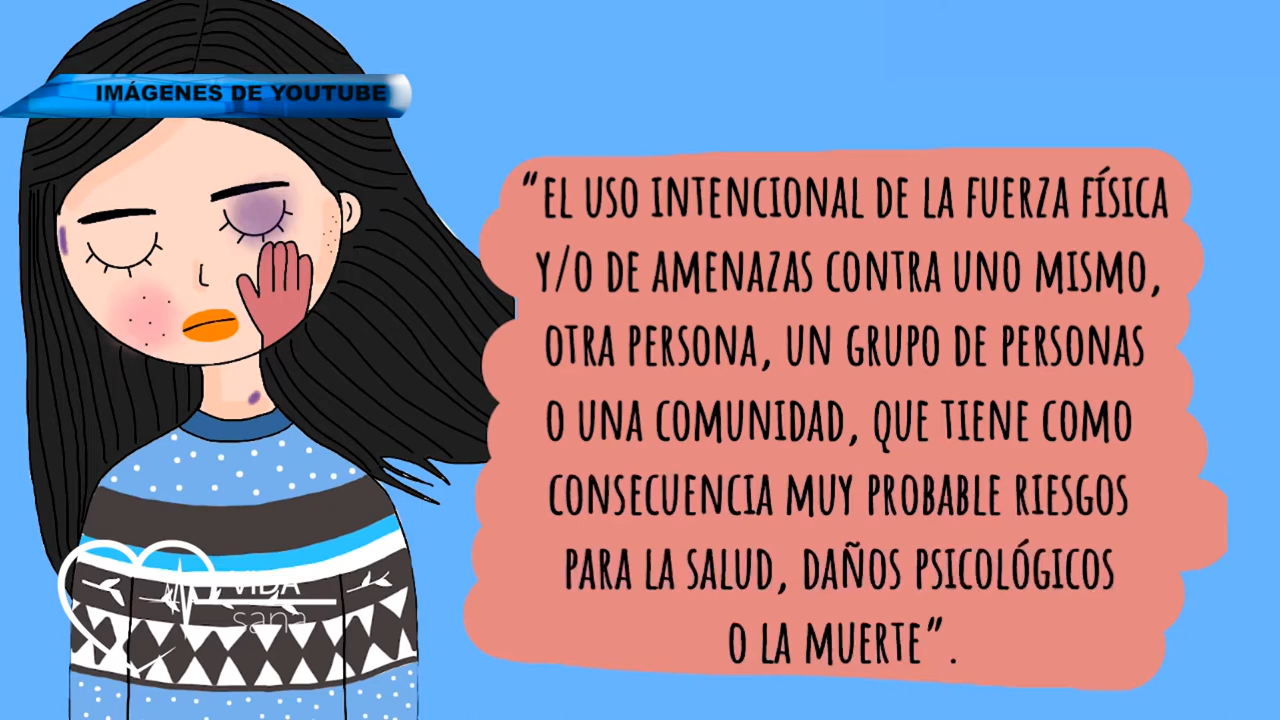 IMÁGENES DE YOUTUBE
“EL USO INTENCIONAL DE LA FUERZA FÍSICA
Y/O DE AMENAZAS CONTRA UNO MISMO,
OTRA PERSONA, UN GRUPO DE PERSONAS
O UNA COMUNIDAD, QUE TIENE COMO
CONSECUENCIA MUY PROBABLE RIESGOS
PARA LA SALUD, DAÑOS PSICOLÓGICOS
O LA MUERTE”.
VIDA
sana